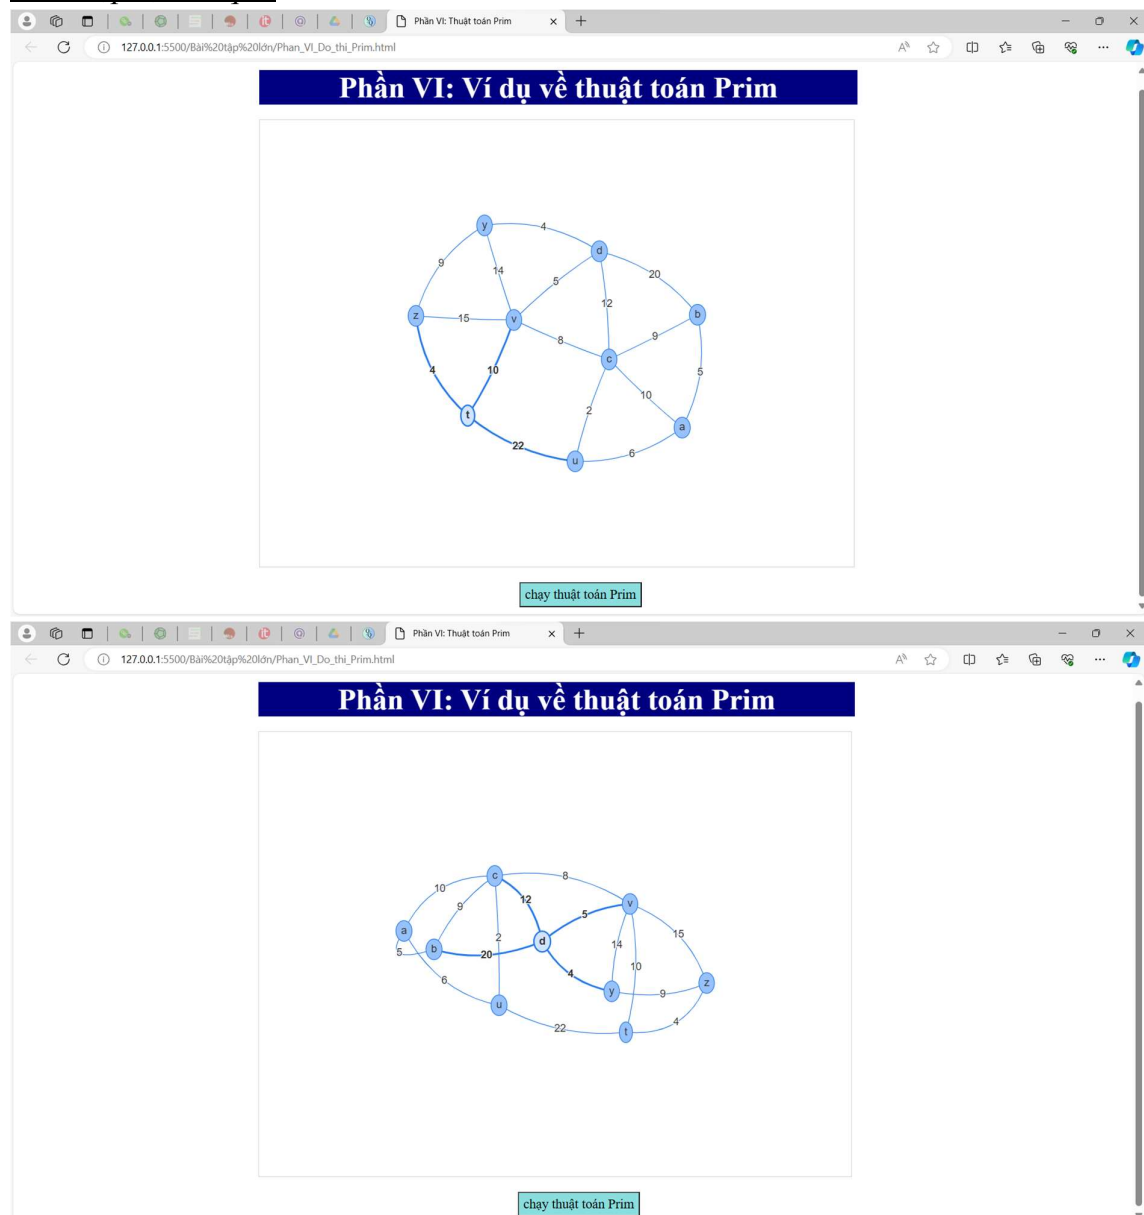 Phần VI: Thuật toán Prim
127.0.0.1:5500/Bài%20tập%20lớn/Phan_VI_Do_thi_Prim.html
Phần VI: Ví dụ về thuật toán Prim
y
4
d
9
14
5
20
12
z
15
v
b
8
9
c
4
10
5
10
2
t
a
22
6
u
chạy thuật toán Prim
Phần VI: Thuật toán Prim
127.0.0.1:5500/Bài%20tập%20lớn/Phan_VI_Do_thi_Prim.html
Phần VI: Ví dụ về thuật toán Prim
c
8
10
12
9
v
5
a
15
2
d
14
b
5
20
10
4
6
z
y
9
u
4
22
t
chạy thuật toán Prim